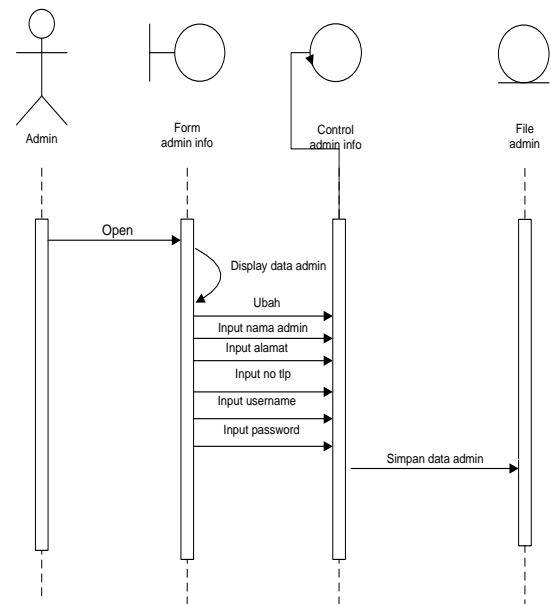 Admin
Form
admin info
Control
admin info
File
admin
Open
Display data admin
Ubah
Input nama admin
Input alamat
Input no tlp
Input username
Input password
Simpan data admin